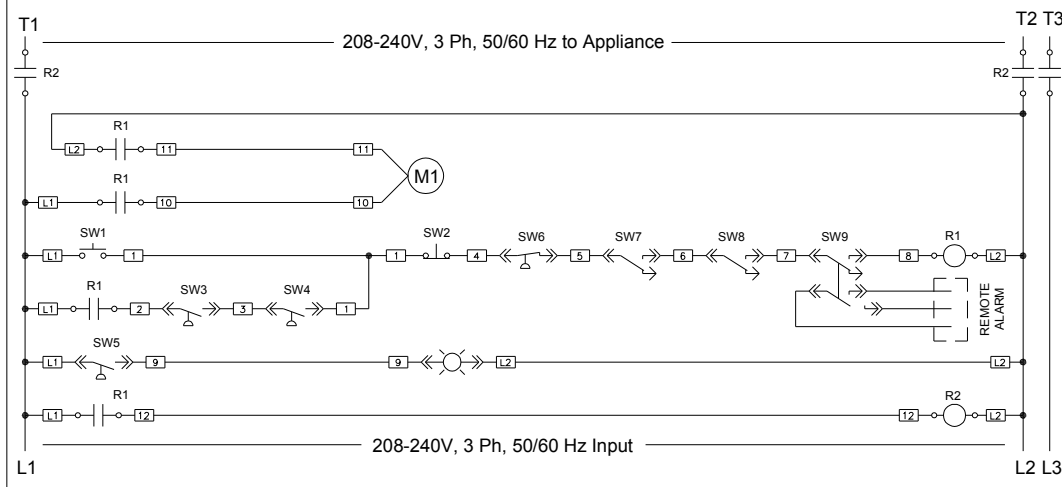 T1 T2 T3
208-240V, 3 Ph, 50/60 Hz to Appliance
R2 R2
R1
L2 11 11
R1 M1
L1 10 10
SW1 SW2 SW6 SW7 SW8 SW9 R1
L1 1 1 4 5 6 7 8 L2
R1 SW3 SW4
L1 2 3 1
REMOTE
ALARM
SW5
L1 9 9 L2 L2
R1 R2
L1 12 12 L2
208-240V, 3 Ph, 50/60 Hz Input
L1 L2 L3